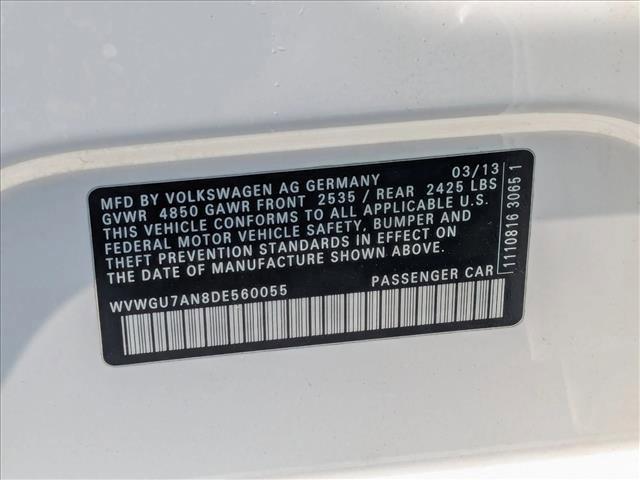 MFD BY VOLKSWAGEN AG GERMANY 03/13
GVWR 4850 GAWR FRONT 2535 / REAR 2425 LBS
THIS VEHICLE CONFORMS TO ALL APPLICABLE U.S.
FEDERAL MOTOR VEHICLE SAFETY, BUMPER AND
THEFT PREVENTION STANDARDS IN EFFECT ON
THE DATE OF MANUFACTURE SHOWN ABOVE.
WVWGU7AN8DE560055 PASSENGER CAR
1110816 3065 1